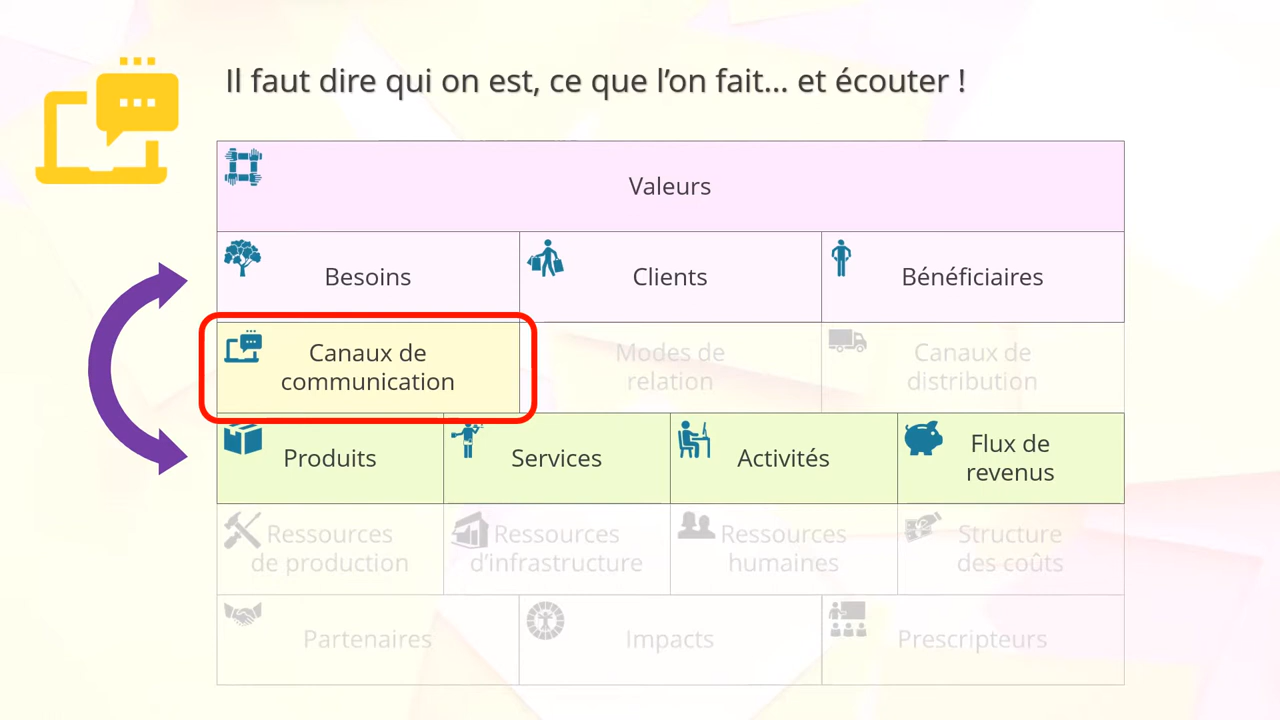 Il faut dire qui on est, ce que l’on fait... et écouter !
Valeurs
Besoins
Clients
Bénéficiaires
Canaux de
communication
Modes de
relation
Canaux de
distribution
Produits
Services
Activités
Flux de
revenus
Ressources
de production
Ressources
d’infrastructure
Ressources
humaines
Structure
des coûts
Partenaires
Impacts
Prescripteurs